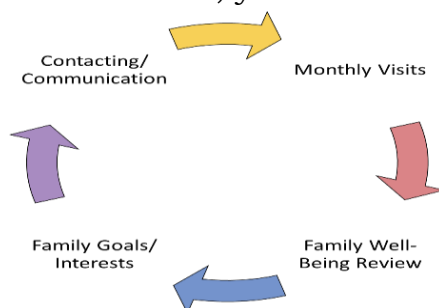 Contacting/
Communication
Monthly Visits
Family Goals/
Interests
Family Well-
Being Review